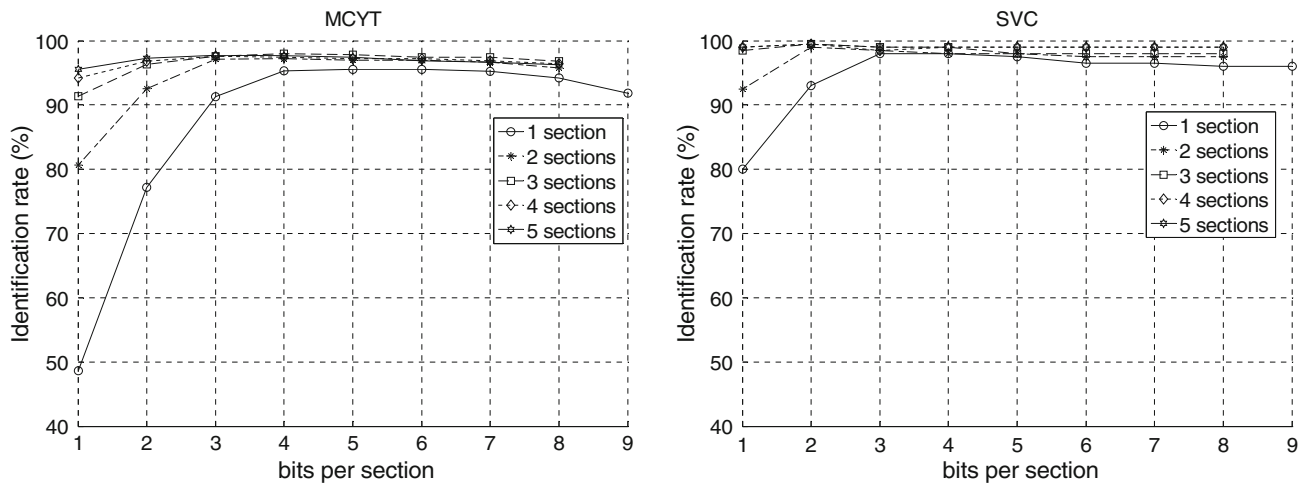 MCYT
100
90
80
70
60
50
40
Identification rate (%)
1 2 3 4 5 6 7 8 9
bits per section
1 section
2 sections
3 sections
4 sections
5 sections
SVC
100
90
80
70
60
50
40
Identification rate (%)
1 2 3 4 5 6 7 8 9
bits per section
1 section
2 sections
3 sections
4 sections
5 sections